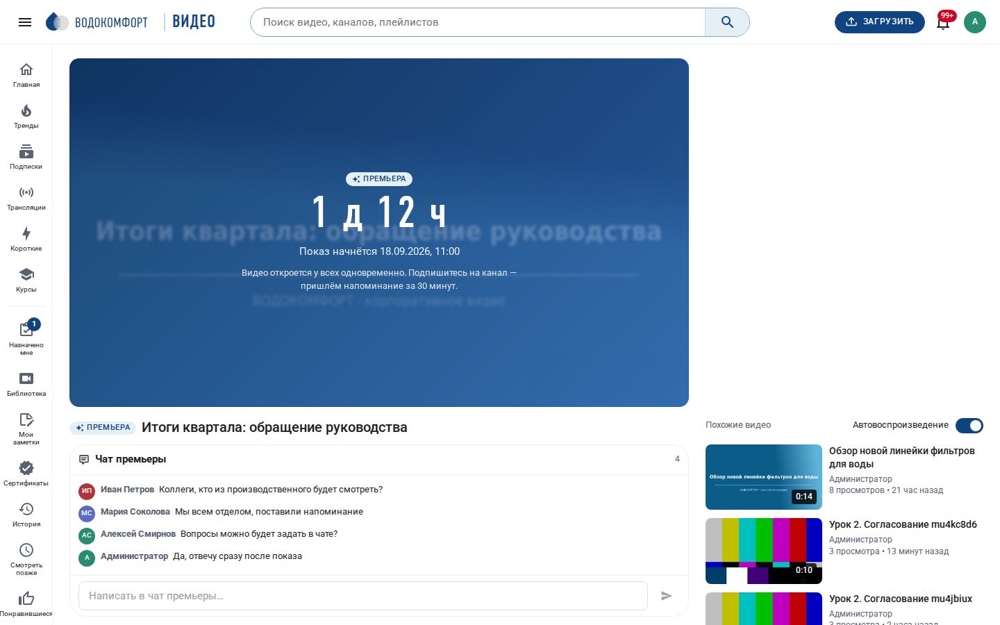 ВОДОКОМФОРТ ВИДЕО
Поиск видео, каналов, плейлистов
ЗАГРУЗИТЬ
99+
А
Главная
Тренды
Подписки
Трансляции
Короткие
Курсы
1
Назначено
мне
Библиотека
Мои
заметки
Сертификаты
История
Смотреть
позже
Понравившиеся
ПРЕМЬЕРА
1 д 12 ч
Итоги квартала: обращение руководства
Показ начнётся 18.09.2026, 11:00
Видео откроется у всех одновременно. Подпишитесь на канал —
пришлём напоминание за 30 минут.
ВОДОКОМФОРТ · корпоративное видео
ПРЕМЬЕРА Итоги квартала: обращение руководства
Чат премьеры 4
ИП Иван Петров Коллеги, кто из производственного будет смотреть?
МС Мария Соколова Мы всем отделом, поставили напоминание
АС Алексей Смирнов Вопросы можно будет задать в чате?
А Администратор Да, отвечу сразу после показа
Написать в чат премьеры...
Похожие видео Автовоспроизведение
Обзор новой линейки фильтров для воды
0:14
Обзор новой линейки фильтров
для воды
Администратор
8 просмотров • 21 час назад
0:10
Урок 2. Согласование mu4kc8d6
Администратор
3 просмотра • 13 минут назад
Урок 2. Согласование mu4jbiux
Администратор
3 просмотра • 2 часа назад